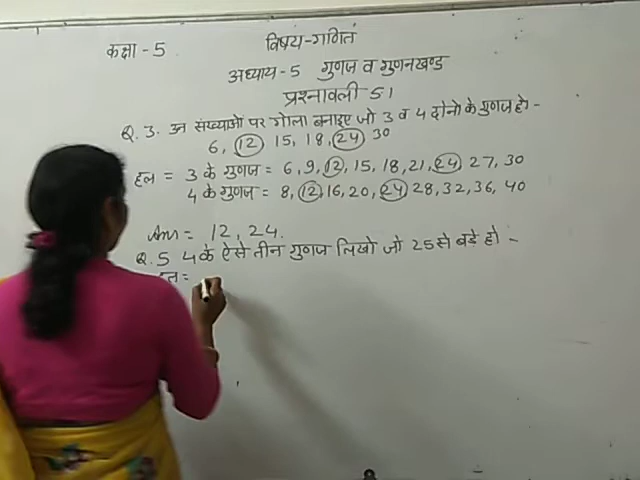 कक्षा - 5
विषय-गणित
अध्याय - 5 गुणज व गुणनखण्ड
प्रश्नावली 5.1
Q. 3. उन संख्याओ पर गोला बनाइए जो 3 व 4 दोनो के गुणज हो -
6, 12 15, 18, 24 30
हल = 3 के गुणज = 6, 9, 12, 15, 18, 21, 24, 27, 30
4 के गुणज = 8, 12, 16, 20, 24 28, 32, 36, 40
Ans = 12, 24.
Q. 5 4 के ऐसे तीन गुणज लिखो जो 25 से बड़े हो -
हल =